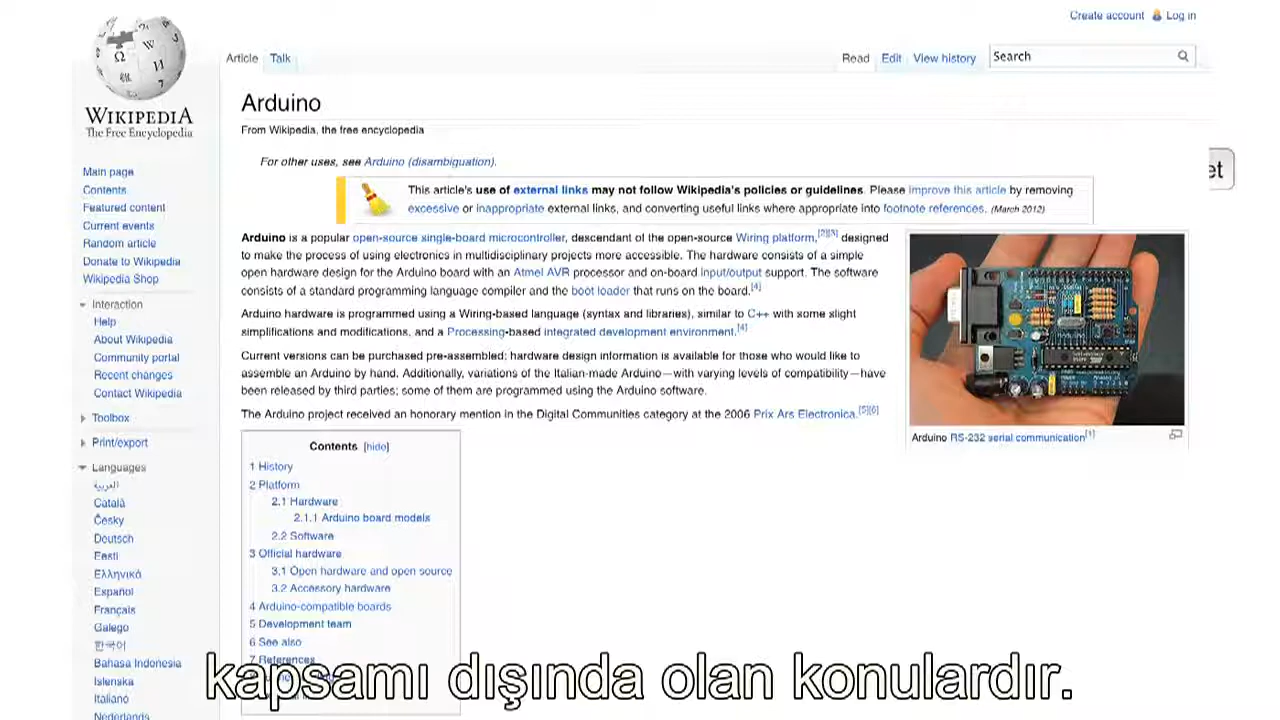 Create account Log in
WIKIPEDIA
The Free Encyclopedia
Article Talk
Read Edit View history Search
Arduino
From Wikipedia, the free encyclopedia
For other uses, see Arduino (disambiguation).
This article's use of external links may not follow Wikipedia's policies or guidelines. Please improve this article by removing
excessive or inappropriate external links, and converting useful links where appropriate into footnote references. (March 2012)
et
Arduino is a popular open-source single-board microcontroller, descendant of the open-source Wiring platform,[2][3] designed
to make the process of using electronics in multidisciplinary projects more accessible. The hardware consists of a simple
open hardware design for the Arduino board with an Atmel AVR processor and on-board input/output support. The software
consists of a standard programming language compiler and the boot loader that runs on the board.[4]
Arduino hardware is programmed using a Wiring-based language (syntax and libraries), similar to C++ with some slight
simplifications and modifications, and a Processing-based integrated development environment.[4]
Current versions can be purchased pre-assembled; hardware design information is available for those who would like to
assemble an Arduino by hand. Additionally, variations of the Italian-made Arduino—with varying levels of compatibility—have
been released by third parties; some of them are programmed using the Arduino software.
The Arduino project received an honorary mention in the Digital Communities category at the 2006 Prix Ars Electronica.[5][6]
Arduino RS-232 serial communication[1]
Contents [hide]
1 History
2 Platform
2.1 Hardware
2.1.1 Arduino board models
2.2 Software
3 Official hardware
3.1 Open hardware and open source
3.2 Accessory hardware
4 Arduino-compatible boards
5 Development team
6 See also
7 References
Main page
Contents
Featured content
Current events
Random article
Donate to Wikipedia
Wikipedia Shop
Interaction
Help
About Wikipedia
Community portal
Recent changes
Contact Wikipedia
Toolbox
Print/export
Languages
العربية
Català
Česky
Deutsch
Eesti
Ελληνικά
Español
Français
Galego
한국어
Bahasa Indonesia
Íslenska
Italiano
Nederlands
kapsamı dışında olan konulardır.